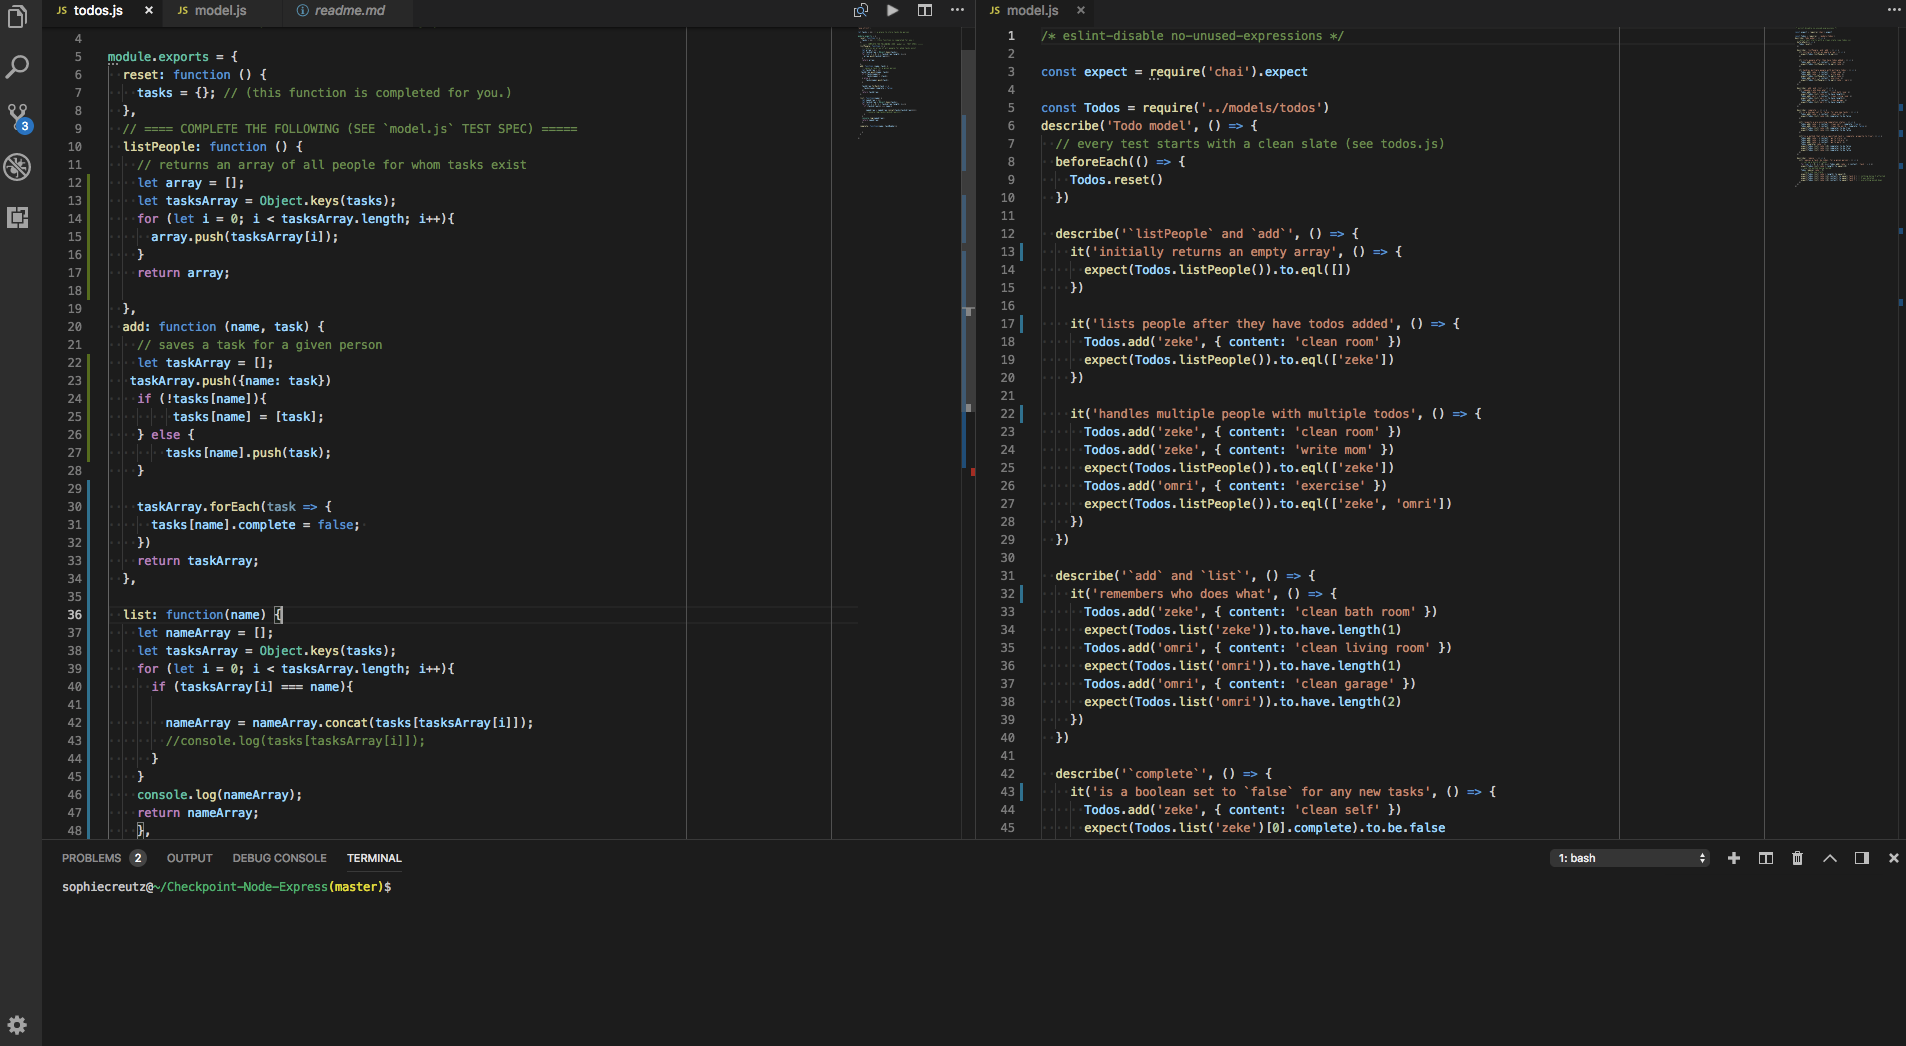 todos.js
model.js
readme.md
4
5 module.exports = {
6 reset: function () {
7 tasks = {}; // (this function is completed for you.)
8 },
9 // ==== COMPLETE THE FOLLOWING (SEE `model.js` TEST SPEC) =====
10 listPeople: function () {
11 // returns an array of all people for whom tasks exist
12 let array = [];
13 let tasksArray = Object.keys(tasks);
14 for (let i = 0; i < tasksArray.length; i++){
15 array.push(tasksArray[i]);
16 }
17 return array;
18
19 },
20 add: function (name, task) {
21 // saves a task for a given person
22 let taskArray = [];
23 taskArray.push({name: task})
24 if (!tasks[name]){
25 tasks[name] = [task];
26 } else {
27 tasks[name].push(task);
28 }
29
30 taskArray.forEach(task => {
31 tasks[name].complete = false;
32 })
33 return taskArray;
34 },
35
36 list: function(name) {
37 let nameArray = [];
38 let tasksArray = Object.keys(tasks);
39 for (let i = 0; i < tasksArray.length; i++){
40 if (tasksArray[i] === name){
41
42 nameArray = nameArray.concat(tasks[tasksArray[i]]);
43 //console.log(tasks[tasksArray[i]]);
44 }
45 }
46 console.log(nameArray);
47 return nameArray;
48 },
model.js
1 /* eslint-disable no-unused-expressions */
2
3 const expect = require('chai').expect
4
5 const Todos = require('../models/todos')
6 describe('Todo model', () => {
7 // every test starts with a clean slate (see todos.js)
8 beforeEach(() => {
9 Todos.reset()
10 })
11
12 describe('`listPeople` and `add`', () => {
13 it('initially returns an empty array', () => {
14 expect(Todos.listPeople()).to.eql([])
15 })
16
17 it('lists people after they have todos added', () => {
18 Todos.add('zeke', { content: 'clean room' })
19 expect(Todos.listPeople()).to.eql(['zeke'])
20 })
21
22 it('handles multiple people with multiple todos', () => {
23 Todos.add('zeke', { content: 'clean room' })
24 Todos.add('zeke', { content: 'write mom' })
25 expect(Todos.listPeople()).to.eql(['zeke'])
26 Todos.add('omri', { content: 'exercise' })
27 expect(Todos.listPeople()).to.eql(['zeke', 'omri'])
28 })
29 })
30
31 describe('`add` and `list`', () => {
32 it('remembers who does what', () => {
33 Todos.add('zeke', { content: 'clean bath room' })
34 expect(Todos.list('zeke')).to.have.length(1)
35 Todos.add('omri', { content: 'clean living room' })
36 expect(Todos.list('omri')).to.have.length(1)
37 Todos.add('omri', { content: 'clean garage' })
38 expect(Todos.list('omri')).to.have.length(2)
39 })
40 })
41
42 describe('`complete`', () => {
43 it('is a boolean set to `false` for any new tasks', () => {
44 Todos.add('zeke', { content: 'clean self' })
45 expect(Todos.list('zeke')[0].complete).to.be.false
3
PROBLEMS 2 OUTPUT DEBUG CONSOLE TERMINAL
1: bash
sophiecreutz@~/Checkpoint-Node-Express(master)$